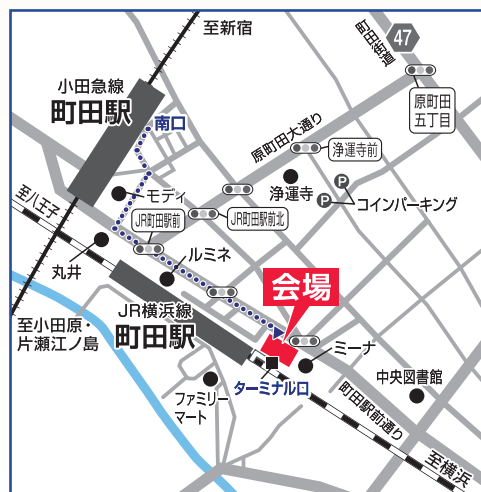 至新宿
町田街道
47
小田急線
町田駅
南口
原町田
五丁目
原町田大通り
浄運寺前
浄運寺
P
P
コインパーキング
至八王子
モディ
JR町田駅前
JR町田駅前北
丸井
ルミネ
会場
至小田原・
片瀬江ノ島
JR横浜線
町田駅
ミーナ
ターミナル口
ファミリー
マート
町田駅前通り
中央図書館
至横浜